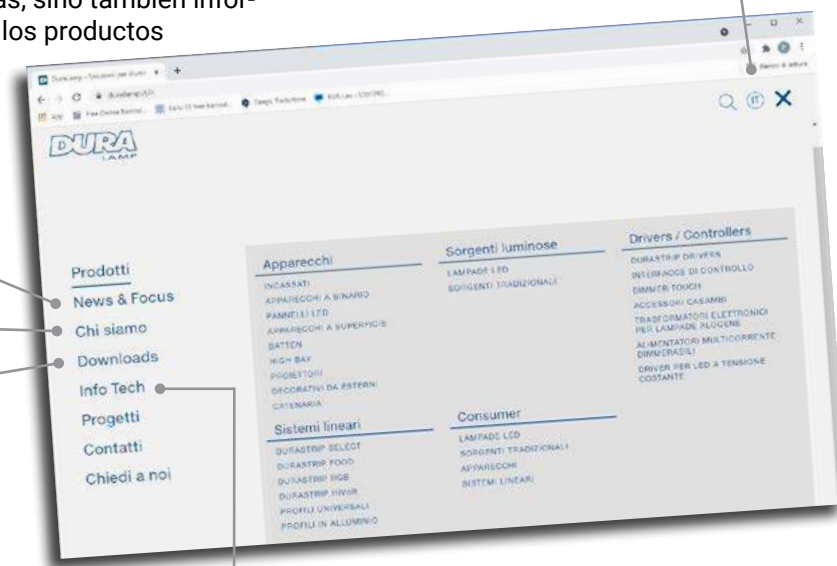 as, sino también infor-
los productos
duralamp.it/it
DURA
LAMP
IT
Prodotti
News & Focus
Chi siamo
Downloads
Info Tech
Progetti
Contatti
Chiedi a noi
Apparecchi
INCASSATI
APPARECCHI A BINARIO
PANNELLI LED
APPARECCHI A SUPERFICIE
BATTEN
HIGH BAY
PROIETTORI
DECORATIVI DA ESTERNI
CATENARIA
Sistemi lineari
DURASTRIP SELECT
DURASTRIP FOOD
DURASTRIP RGB
DURASTRIP
PROFILI UNIVERSALI
PROFILI IN ALLUMINIO
Sorgenti luminose
LAMPADE LED
SORGENTI TRADIZIONALI
Consumer
LAMPADE LED
SORGENTI TRADIZIONALI
APPARECCHI
SISTEMI LINEARI
Drivers / Controllers
DURASTRIP DRIVERS
INTERFACCE DI CONTROLLO
DIMMER TOUCH
ACCESSORI CASAMBI
TRASFORMATORI ELETTRONICI
PER LAMPADE ALOGENE
ALIMENTATORI MULTICORRENTE
DIMMERABILI
DRIVER PER LED A TENSIONE
COSTANTE